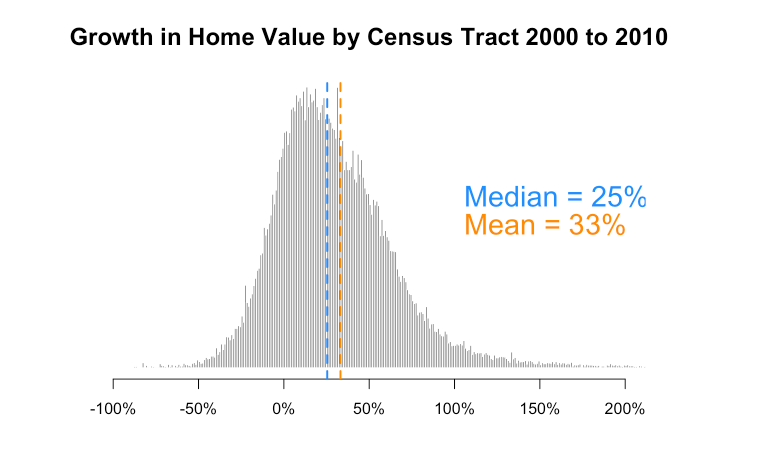 Growth in Home Value by Census Tract 2000 to 2010
Median = 25%
Mean = 33%
-100% -50% 0% 50% 100% 150% 200%